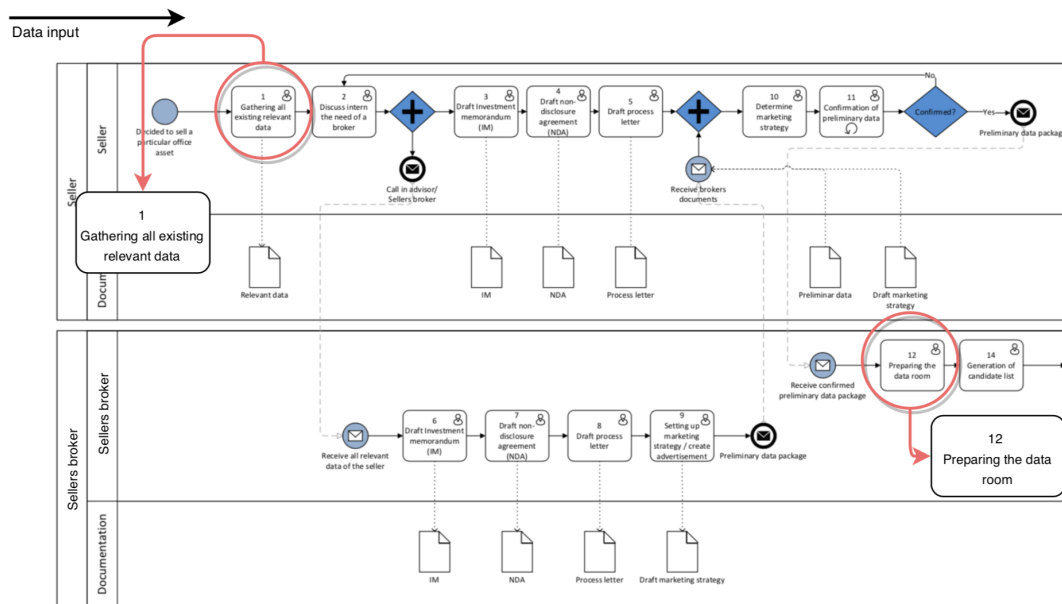 Data input
Seller
Seller
Decided to sell a
particular office
asset
1
Gathering all
existing relevant
data
2
Discuss intern
the need of a
broker
Call in advisor/
Sellers broker
3
Draft Investment
memorandum
(IM)
4
Draft non-
disclosure
agreement
(NDA)
5
Draft process
letter
Receive brokers
documents
10
Determine
marketing
strategy
11
Confirmation of
preliminary data
Confirmed?
No
Yes
Preliminary data package
1
Gathering all existing
relevant data
Relevant data
IM
NDA
Process letter
Preliminar data
Draft marketing
strategy
Sellers broker
Sellers broker
Receive confirmed
preliminary data package
12
Preparing the
data room
14
Generation of
candidate list
Receive all relevant
data of the seller
6
Draft Investment
memorandum
(IM)
7
Draft non-
disclosure
agreement
(NDA)
8
Draft process
letter
9
Setting up
marketing
strategy / create
advertisement
Preliminary data package
12
Preparing the data
room
Documentation
IM
NDA
Process letter
Draft marketing strategy